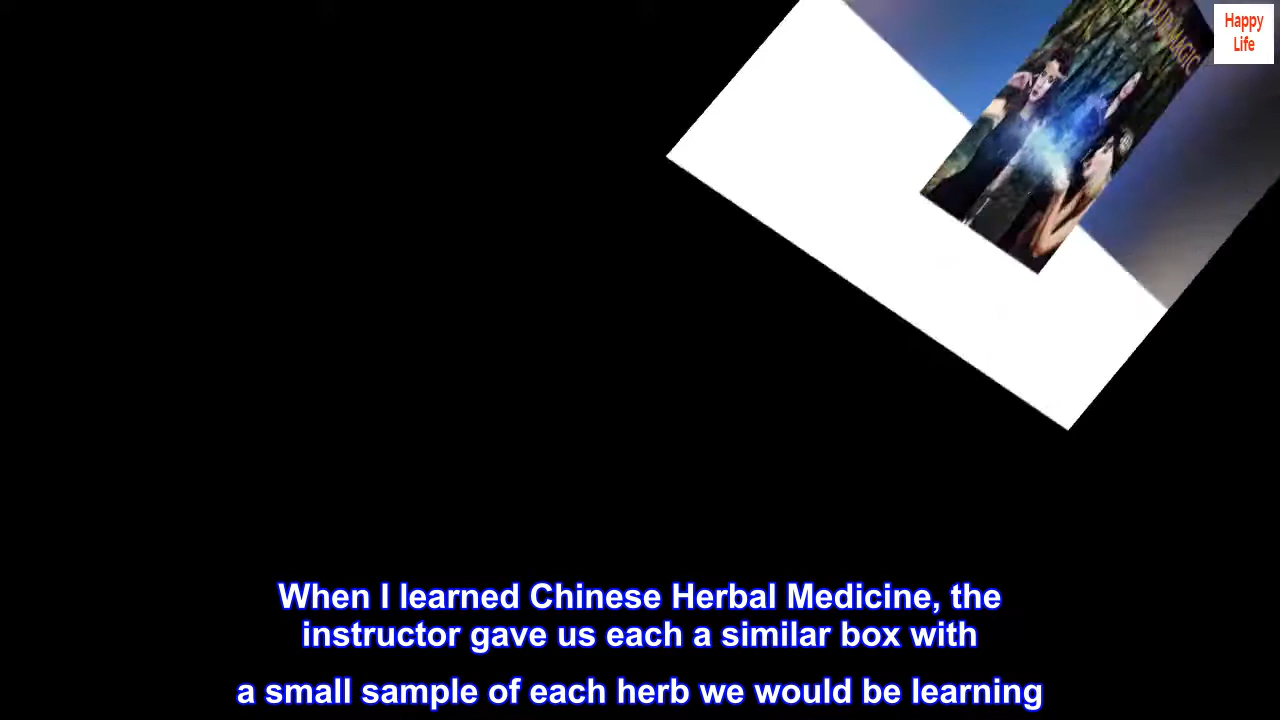 Happy
Life
When I learned Chinese Herbal Medicine, the
instructor gave us each a similar box with
a small sample of each herb we would be learning